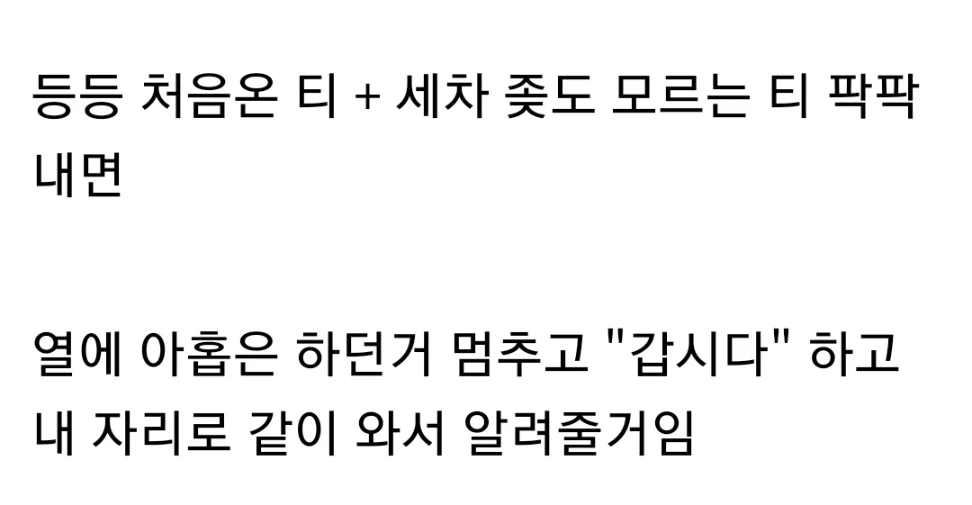 등등 처음온 티 + 세차 좆도 모르는 티 팍팍
내면
열에 아홉은 하던거 멈추고 "갑시다" 하고
내 자리로 같이 와서 알려줄거임